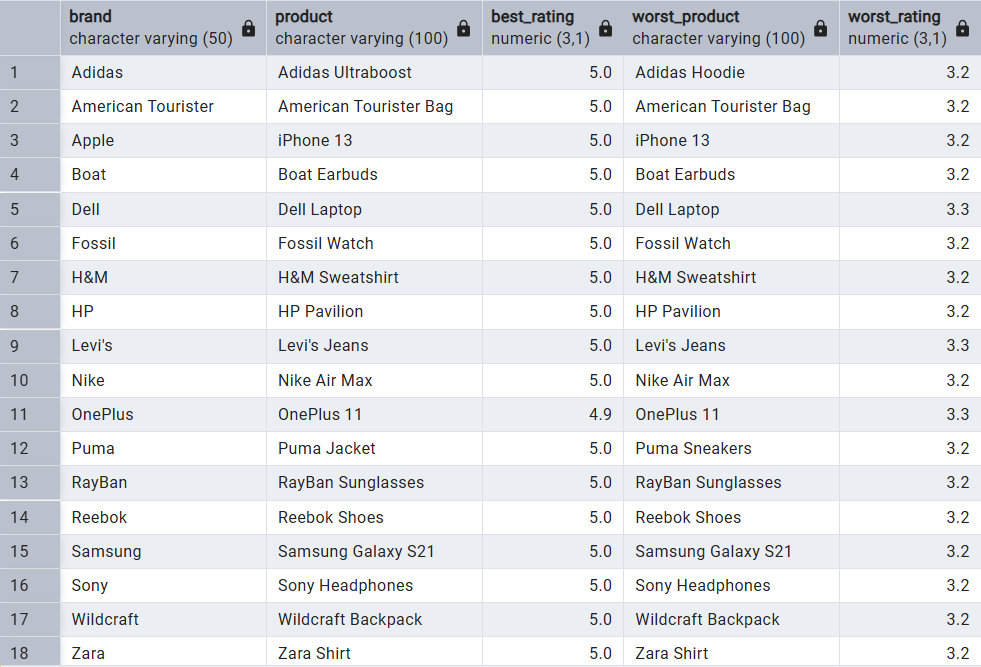 brand product best_rating worst_product worst_rating
character varying (50) character varying (100) numeric (3,1) character varying (100) numeric (3,1)
1 Adidas Adidas Ultraboost 5.0 Adidas Hoodie 3.2
2 American Tourister American Tourister Bag 5.0 American Tourister Bag 3.2
3 Apple iPhone 13 5.0 iPhone 13 3.2
4 Boat Boat Earbuds 5.0 Boat Earbuds 3.2
5 Dell Dell Laptop 5.0 Dell Laptop 3.3
6 Fossil Fossil Watch 5.0 Fossil Watch 3.2
7 H&M H&M Sweatshirt 5.0 H&M Sweatshirt 3.2
8 HP HP Pavilion 5.0 HP Pavilion 3.2
9 Levi's Levi's Jeans 5.0 Levi's Jeans 3.3
10 Nike Nike Air Max 5.0 Nike Air Max 3.2
11 OnePlus OnePlus 11 4.9 OnePlus 11 3.3
12 Puma Puma Jacket 5.0 Puma Sneakers 3.2
13 RayBan RayBan Sunglasses 5.0 RayBan Sunglasses 3.2
14 Reebok Reebok Shoes 5.0 Reebok Shoes 3.2
15 Samsung Samsung Galaxy S21 5.0 Samsung Galaxy S21 3.2
16 Sony Sony Headphones 5.0 Sony Headphones 3.2
17 Wildcraft Wildcraft Backpack 5.0 Wildcraft Backpack 3.2
18 Zara Zara Shirt 5.0 Zara Shirt 3.2